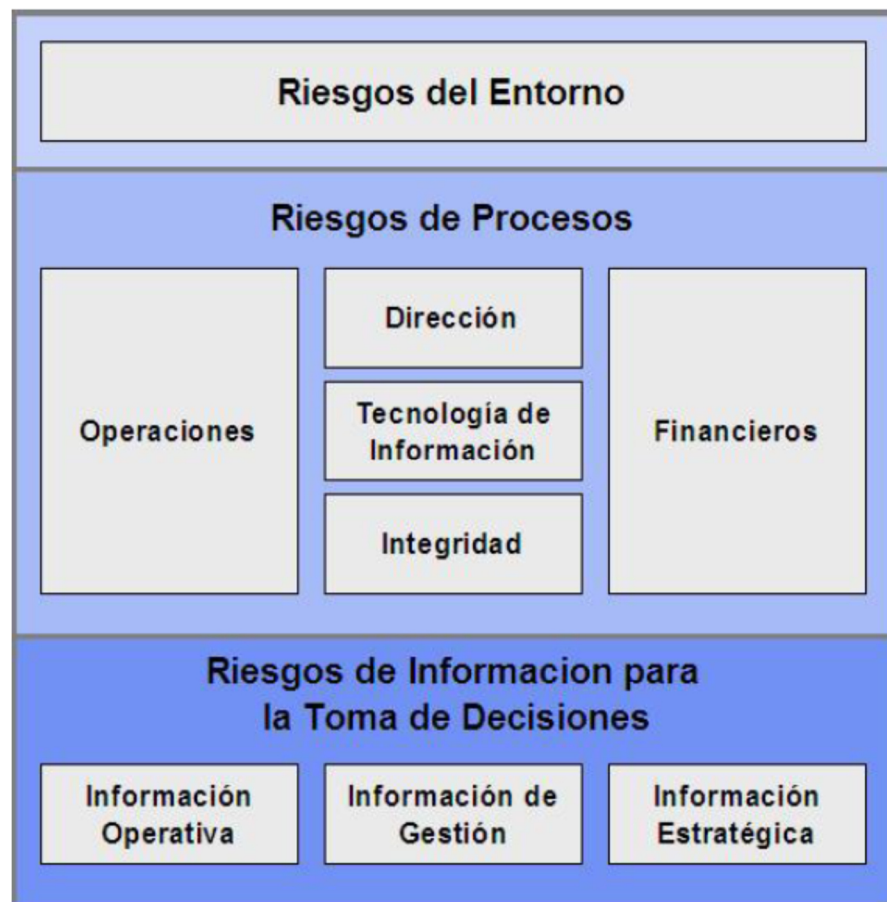 Riesgos del Entorno
Riesgos de Procesos
Operaciones
Dirección
Tecnología de
Información
Integridad
Financieros
Riesgos de Informacion para
la Toma de Decisiones
Información
Operativa
Información de
Gestión
Información
Estratégica